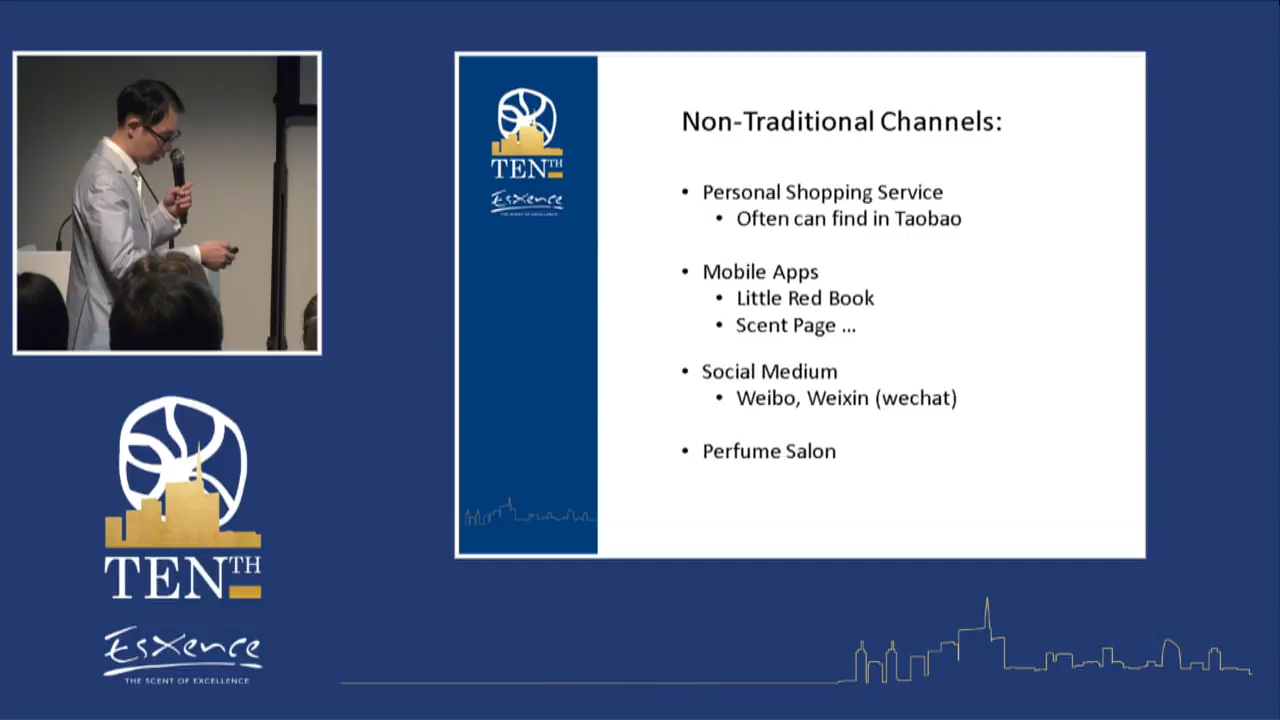 TENTH
Esxence
THE SCENT OF EXCELLENCE
Non-Traditional Channels:
• Personal Shopping Service
• Often can find in Taobao
• Mobile Apps
• Little Red Book
• Scent Page ...
• Social Medium
• Weibo, Weixin (wechat)
• Perfume Salon
TENTH
Esxence
THE SCENT OF EXCELLENCE